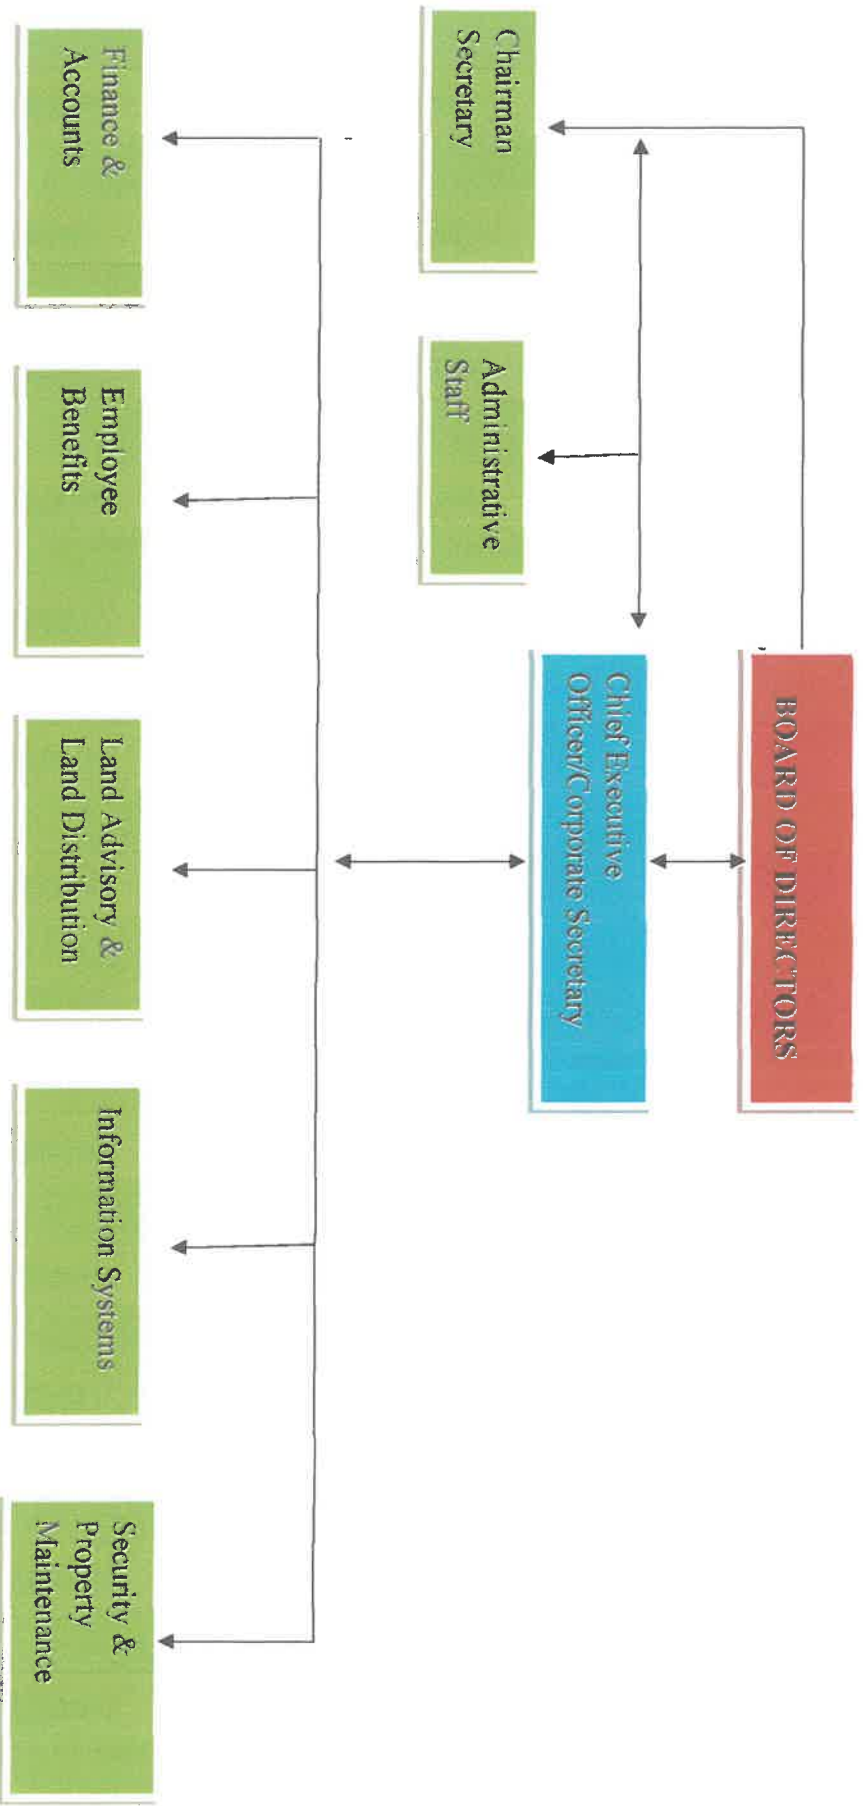 BOARD OF DIRECTORS
Chief Executive
Officer/Corporate Secretary
Chairman
Secretary
Administrative
Staff
Finance &
Accounts
Employee
Benefits
Land Advisory &
Land Distribution
Information Systems
Security &
Property
Maintenance